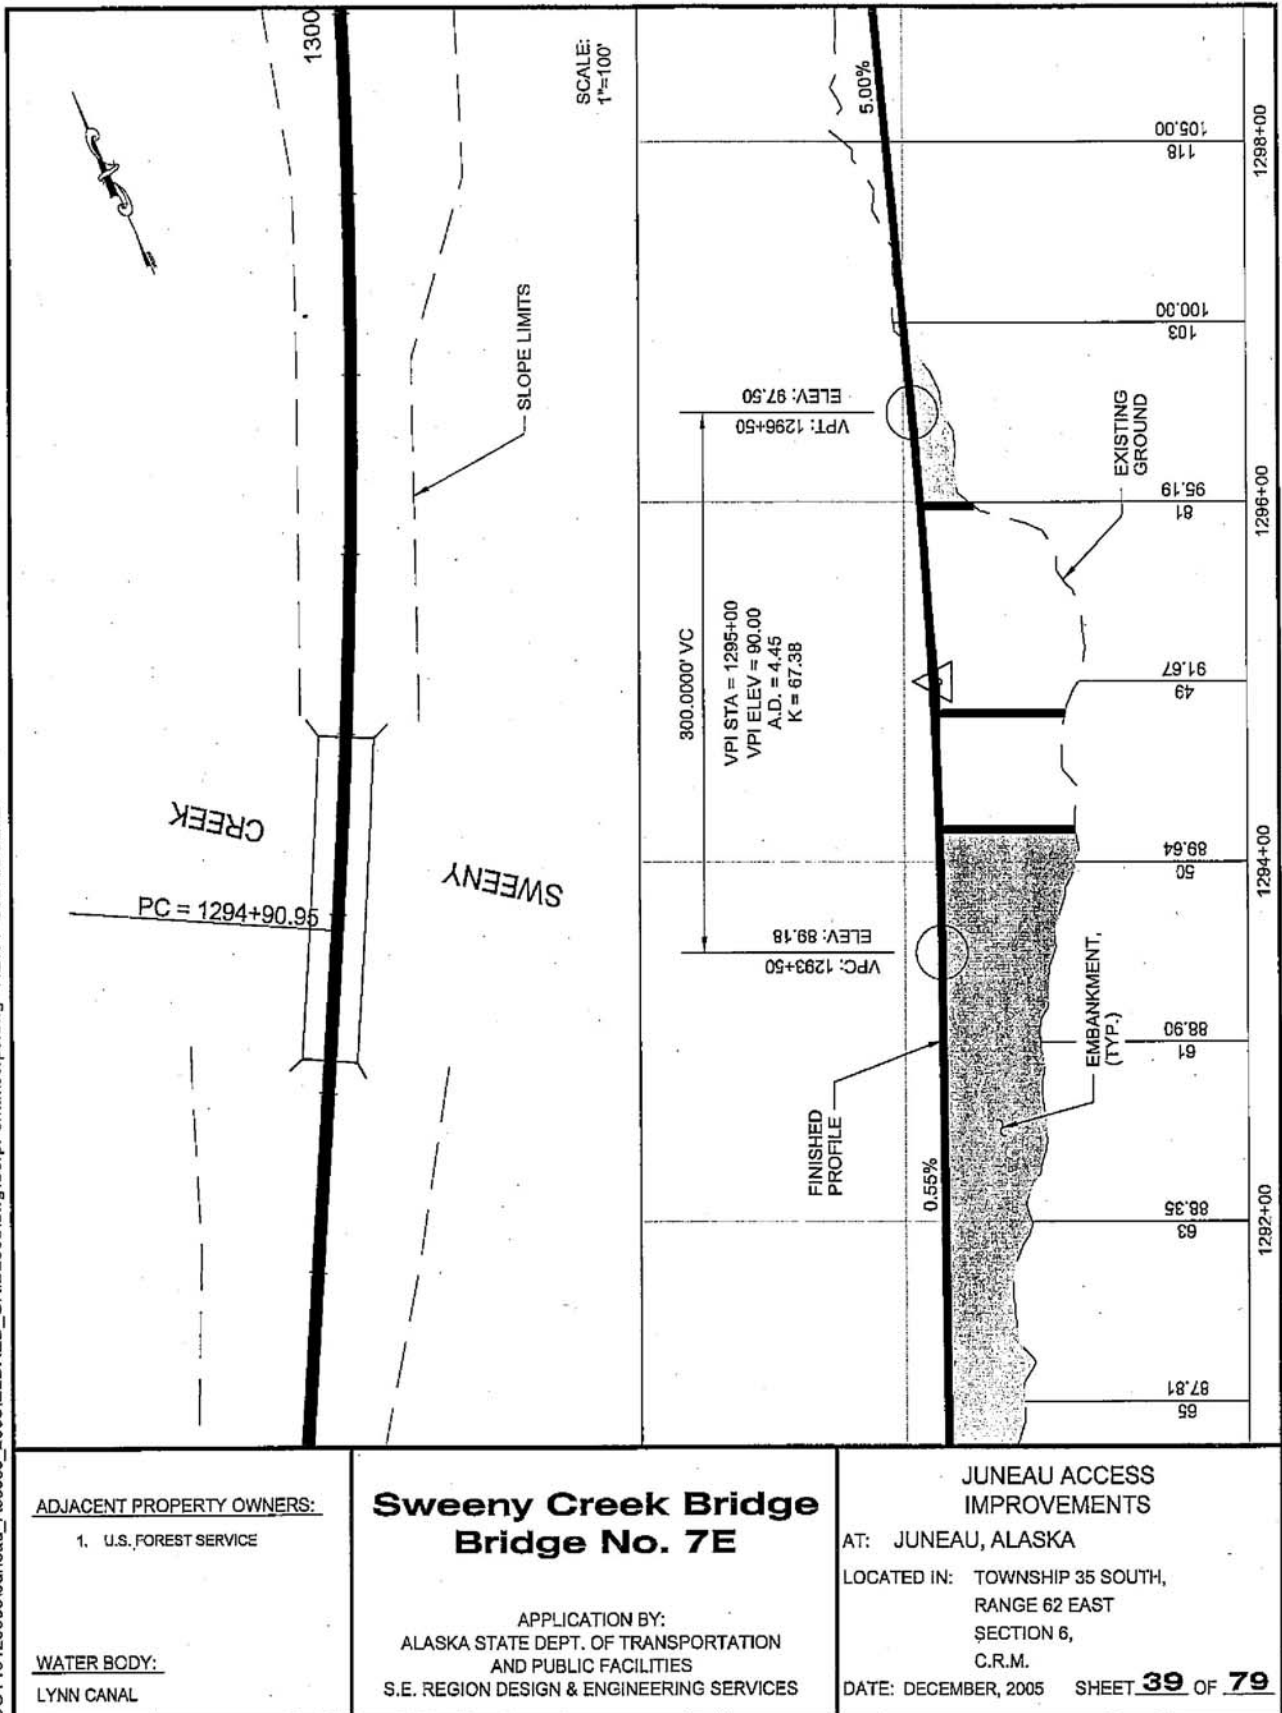 1300
SCALE:
1"=100'
SLOPE LIMITS
CREEK
SWEENY
PC = 1294+90.95
5.00%
VPT: 1296+50
ELEV: 97.50
300.0000' VC
VPI STA = 1295+00
VPI ELEV = 90.00
A.D. = 4.45
K = 67.38
VPC: 1293+50
ELEV: 89.18
FINISHED
PROFILE
0.55%
EXISTING
GROUND
EMBANKMENT,
(TYP.)
118
105.00
103
100.00
81
95.19
49
91.67
50
89.64
61
88.90
63
88.35
65
87.81
1298+00
1296+00
1294+00
1292+00
ADJACENT PROPERTY OWNERS:
1. U.S. FOREST SERVICE
WATER BODY:
LYNN CANAL
Sweeny Creek Bridge
Bridge No. 7E
APPLICATION BY:
ALASKA STATE DEPT. OF TRANSPORTATION
AND PUBLIC FACILITIES
S.E. REGION DESIGN & ENGINEERING SERVICES
JUNEAU ACCESS
IMPROVEMENTS
AT: JUNEAU, ALASKA
LOCATED IN: TOWNSHIP 35 SOUTH,
RANGE 62 EAST
SECTION 6,
C.R.M.
DATE: DECEMBER, 2005 SHEET 39 OF 79